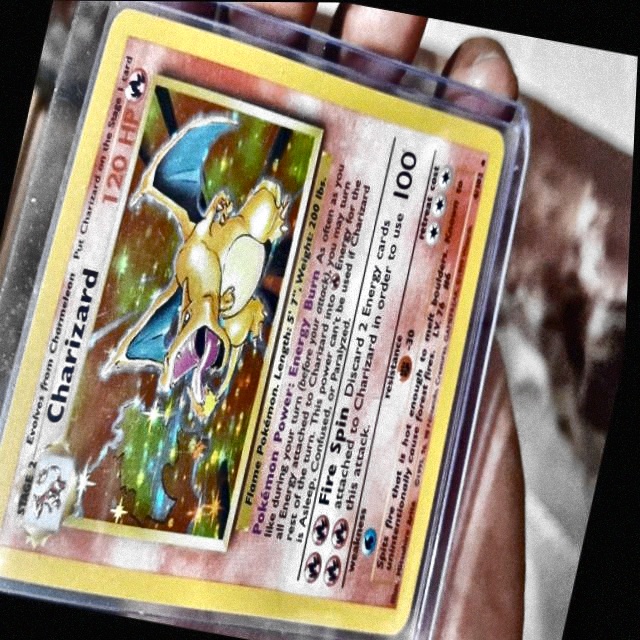 STAGE 2 Evolves from Charmeleon Put Charizard on the Stage 1 card
Charizard 120 HP
Flame Pokémon. Length: 5' 7", Weight: 200 lbs.
Pokémon Power: Energy Burn As often as you
like during your turn (before your attack), you may turn
all Energy attached to Charizard into Energy for the
rest of the turn. This power can't be used if Charizard
is Asleep, Confused, or Paralyzed.
Fire Spin Discard 2 Energy cards 100
attached to Charizard in order to use
this attack.
weakness resistance retreat cost
-30
Spits fire that is hot enough to melt boulders. Known to
unintentionally cause forest fires. LV. 76 #6